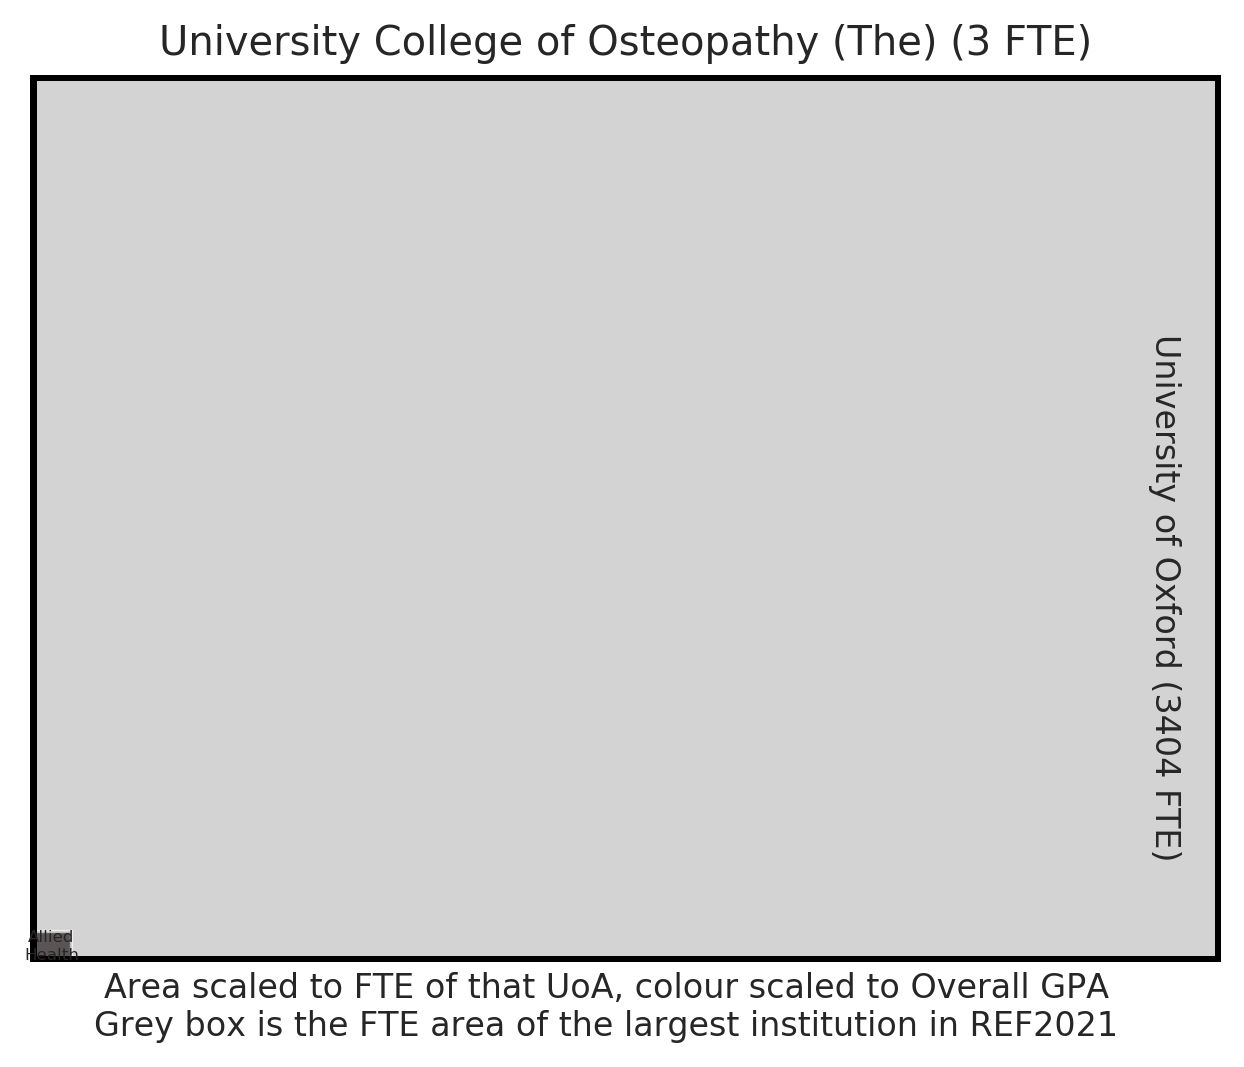 University College of Osteopathy (The) (3 FTE)
University of Oxford (3404 FTE)
Allied
Health
Area scaled to FTE of that UoA, colour scaled to Overall GPA
Grey box is the FTE area of the largest institution in REF2021